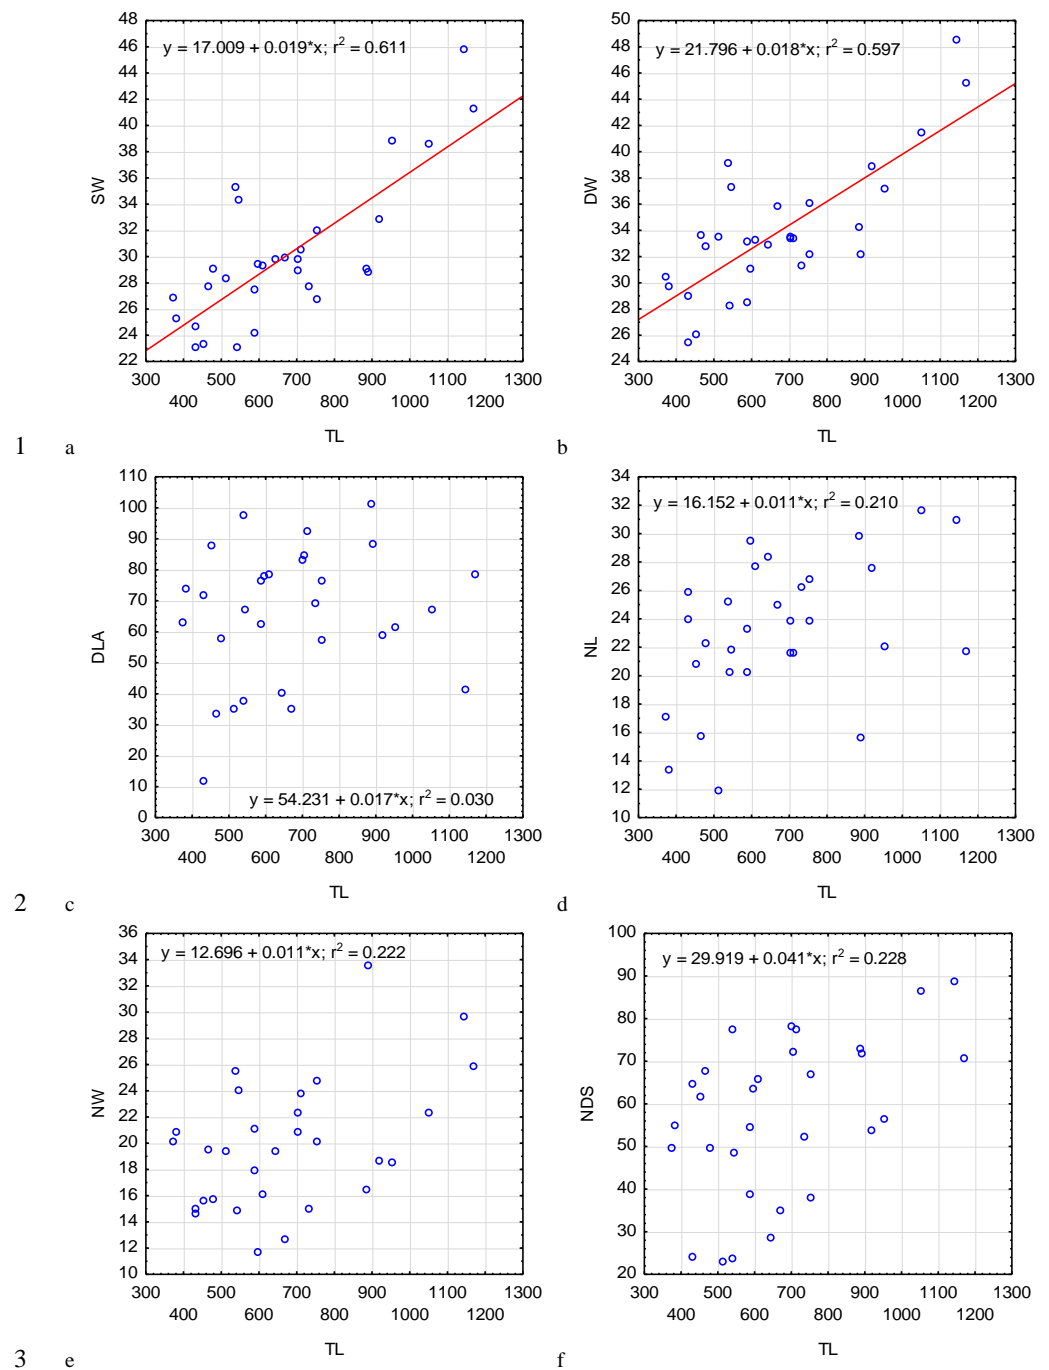 y = 17.009 + 0.019*x; r² = 0.611
48
46
44
42
40
38
36
34
32
30
28
26
24
22
SW
300 500 700 900 1100 1300
400 600 800 1000 1200
TL
y = 21.796 + 0.018*x; r² = 0.597
50
48
46
44
42
40
38
36
34
32
30
28
26
24
DW
300 500 700 900 1100 1300
400 600 800 1000 1200
TL
1 a b
110
100
90
80
70
60
50
40
30
20
10
0
DLA
y = 54.231 + 0.017*x; r² = 0.030
300 500 700 900 1100 1300
400 600 800 1000 1200
TL
34
32
30
28
26
24
22
20
18
16
14
12
10
NL
y = 16.152 + 0.011*x; r² = 0.210
300 500 700 900 1100 1300
400 600 800 1000 1200
TL
2 c d
36
34
32
30
28
26
24
22
20
18
16
14
12
10
NW
y = 12.696 + 0.011*x; r² = 0.222
300 500 700 900 1100 1300
400 600 800 1000 1200
TL
100
90
80
70
60
50
40
30
20
NDS
y = 29.919 + 0.041*x; r² = 0.228
300 500 700 900 1100 1300
400 600 800 1000 1200
TL
3 e f